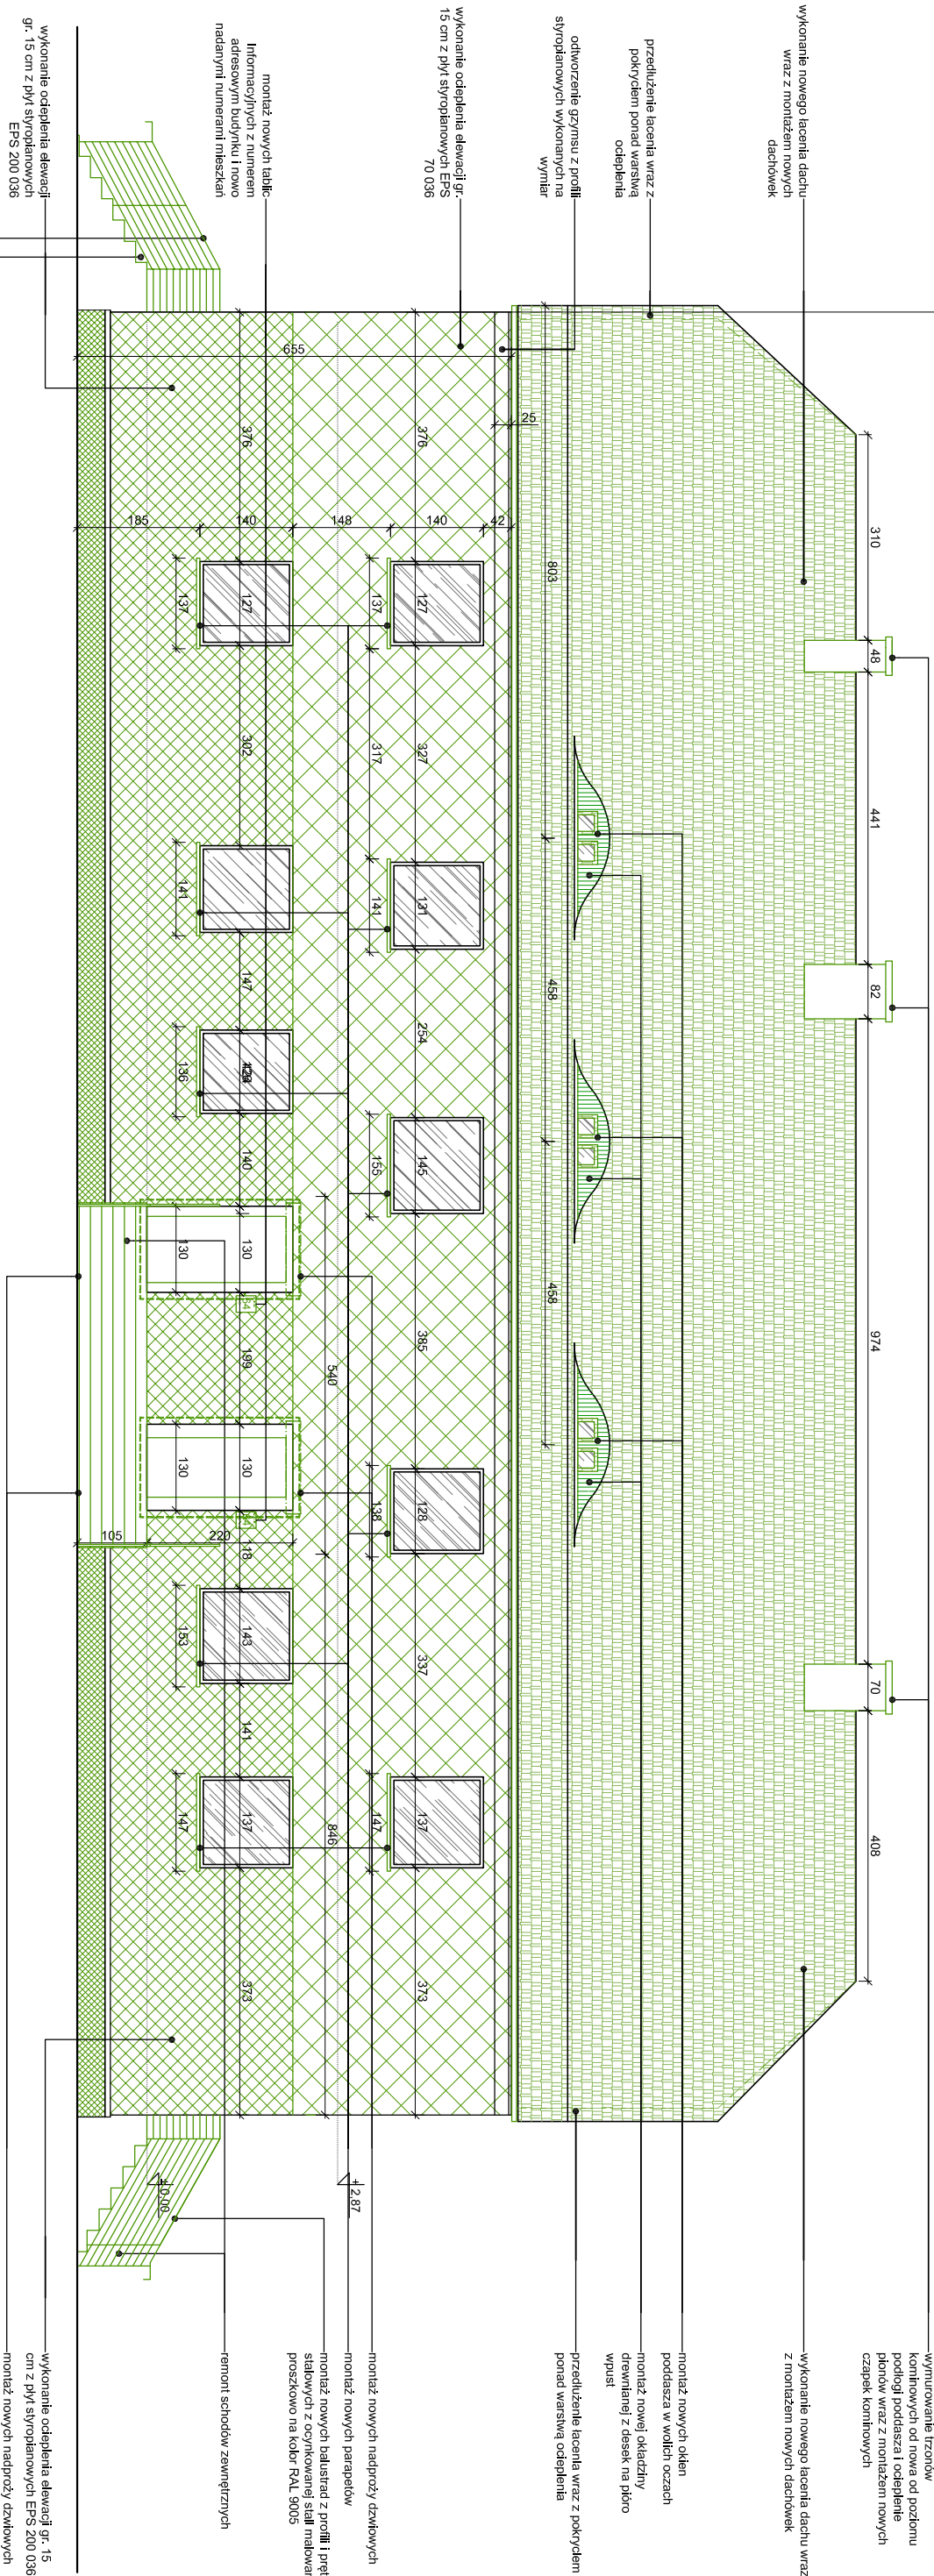 wykonanie nowego łacenia dachu
wraz z montażem nowych
dachówek
przedłużenie łacenia wraz z
pokryciem ponad warstwą
ocieplenia
odtworzenie gzymsu z profili
styropianowych wykonanych na
wymiar
wykonanie ocieplenia elewacji gr.
15 cm z płyt styropianowych EPS
70 036
montaż nowych tablic
Informacyjnych z numerem
adresowym budynku i nowo
nadanymi numerami mieszkań
wykonanie ocieplenia elewacji
gr. 15 cm z płyt styropianowych
EPS 200 036
310
48
441
82
974
70
408
803
458
458
25
655
42
140
148
140
185
376
127
327
131
254
145
385
128
337
137
373
137
317
141
155
138
147
540
846
376
127
302
147
140
130
199
130
118
143
141
137
373
137
141
136
130
130
153
147
105
220
+2,87
±0,00
wymurowanie trzonów
kominowych od nowa od poziomu
podłogi poddasza i ocieplenie
pionów wraz z montażem nowych
czapek kominowych
wykonanie nowego łacenia dachu wraz
z montażem nowych dachówek
montaż nowych okien
poddasza w wolich oczach
montaż nowej okładziny
drewnianej z desek na pióro
wpust
przedłużenie łacenia wraz z pokryciem
ponad warstwą ocieplenia
montaż nowych nadproży dzwiowych
montaż nowych parapetów
montaż nowych balustrad z profili i pręt
stalowych z ocynkowanej stali malowar
proszkowo na kolor RAL 9005
remont schodów zewnętrznych
wykonanie ocieplenia elewacji gr. 15
cm z płyt styropianowych EPS 200 036
montaż nowych nadproży dzwiowych